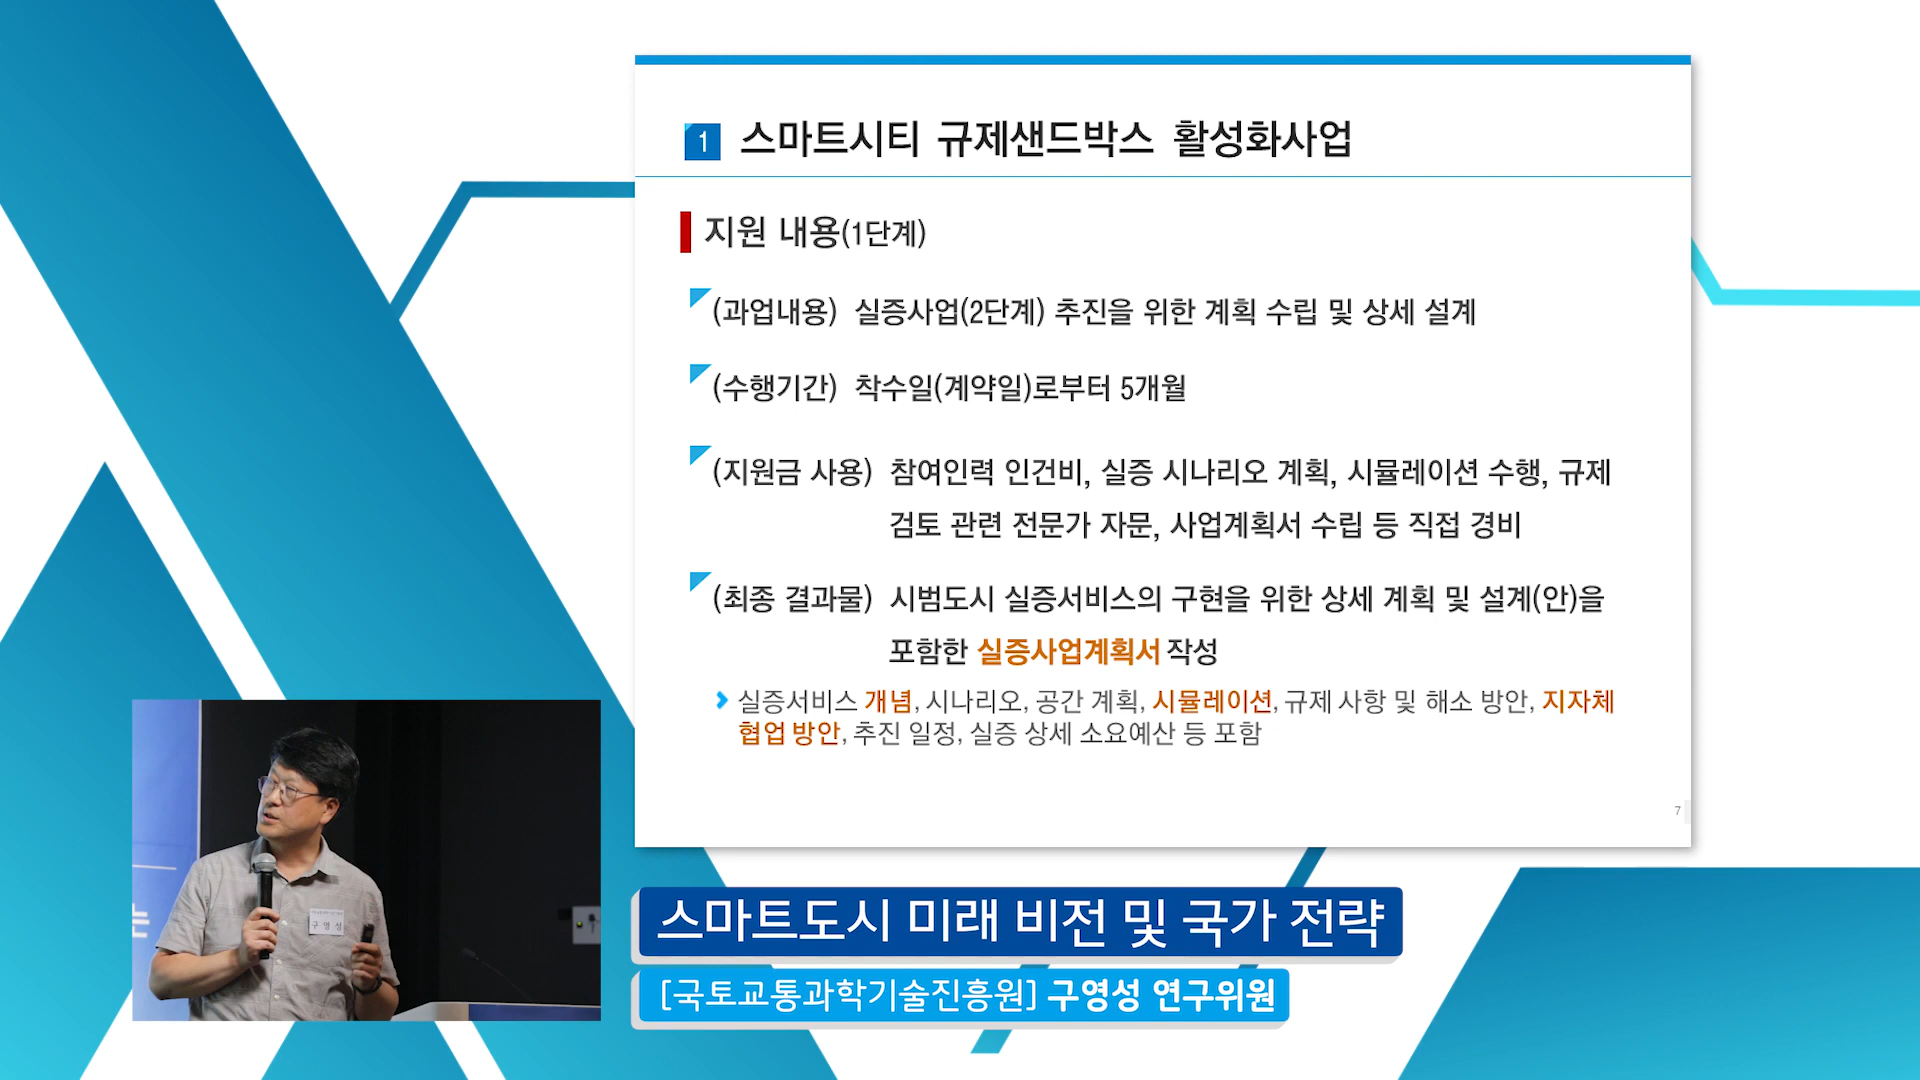 1 스마트시티 규제샌드박스 활성화사업
지원 내용(1단계)
(과업내용) 실증사업(2단계) 추진을 위한 계획 수립 및 상세 설계
(수행기간) 착수일(계약일)로부터 5개월
(지원금 사용) 참여인력 인건비, 실증 시나리오 계획, 시뮬레이션 수행, 규제
검토 관련 전문가 자문, 사업계획서 수립 등 직접 경비
(최종 결과물) 시범도시 실증서비스의 구현을 위한 상세 계획 및 설계(안)을
포함한 실증사업계획서 작성
실증서비스 개념, 시나리오, 공간 계획, 시뮬레이션, 규제 사항 및 해소 방안, 지자체
협업 방안, 추진 일정, 실증 상세 소요예산 등 포함
7
는
구 영 성
스마트도시 미래 비전 및 국가 전략
[국토교통과학기술진흥원] 구영성 연구위원